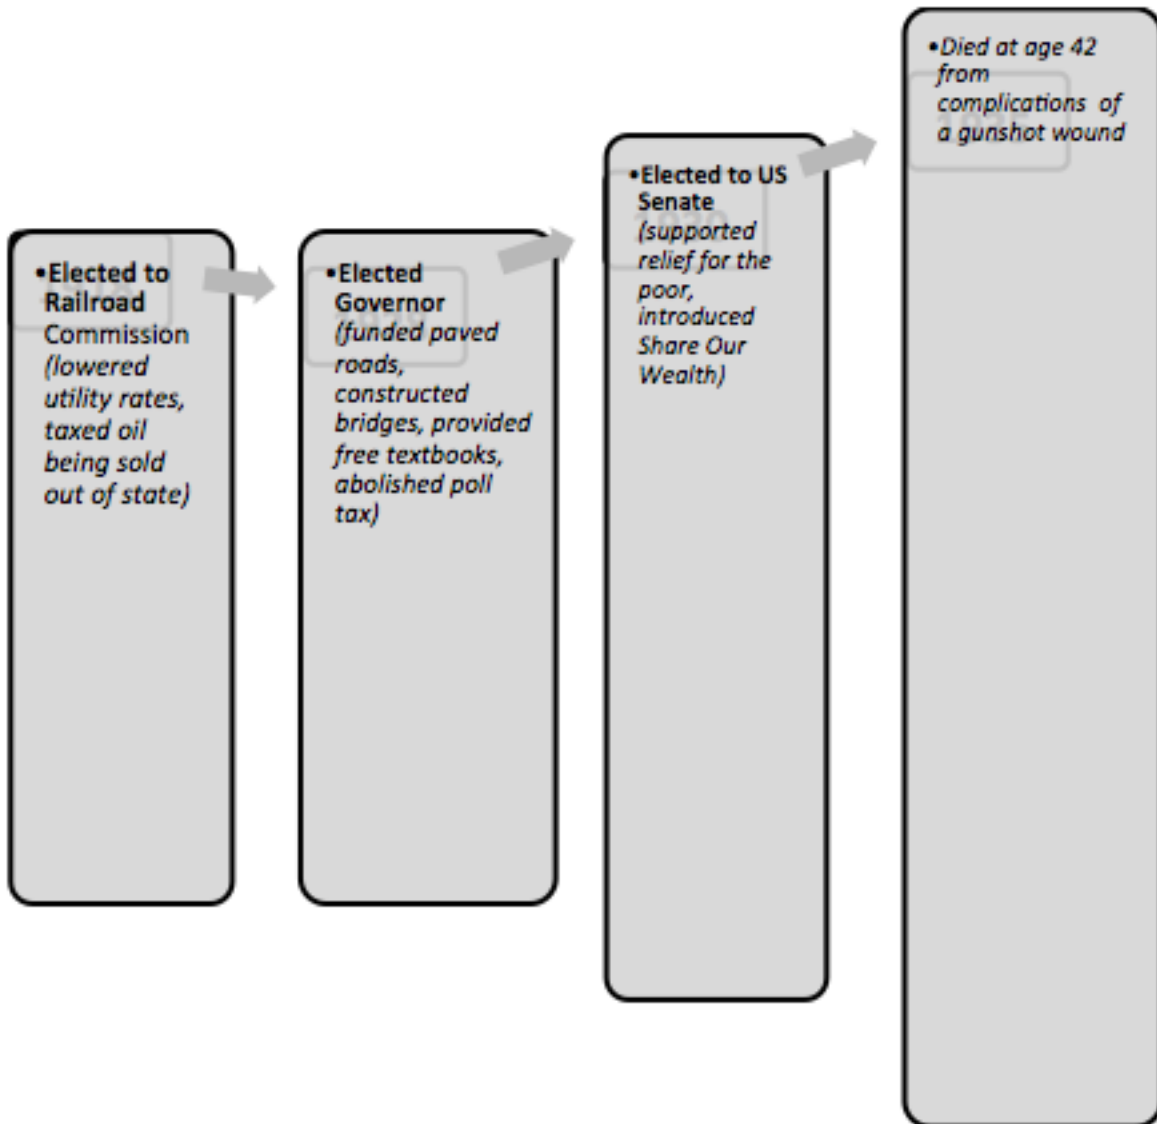 •Elected to
Railroad
Commission
(lowered
utility rates,
taxed oil
being sold
out of state)
•Elected
Governor
(funded paved
roads,
constructed
bridges, provided
free textbooks,
abolished poll
tax)
•Elected to US
Senate
(supported
relief for the
poor,
introduced
Share Our
Wealth)
1930
•Died at age 42
from
complications of
a gunshot wound
1935